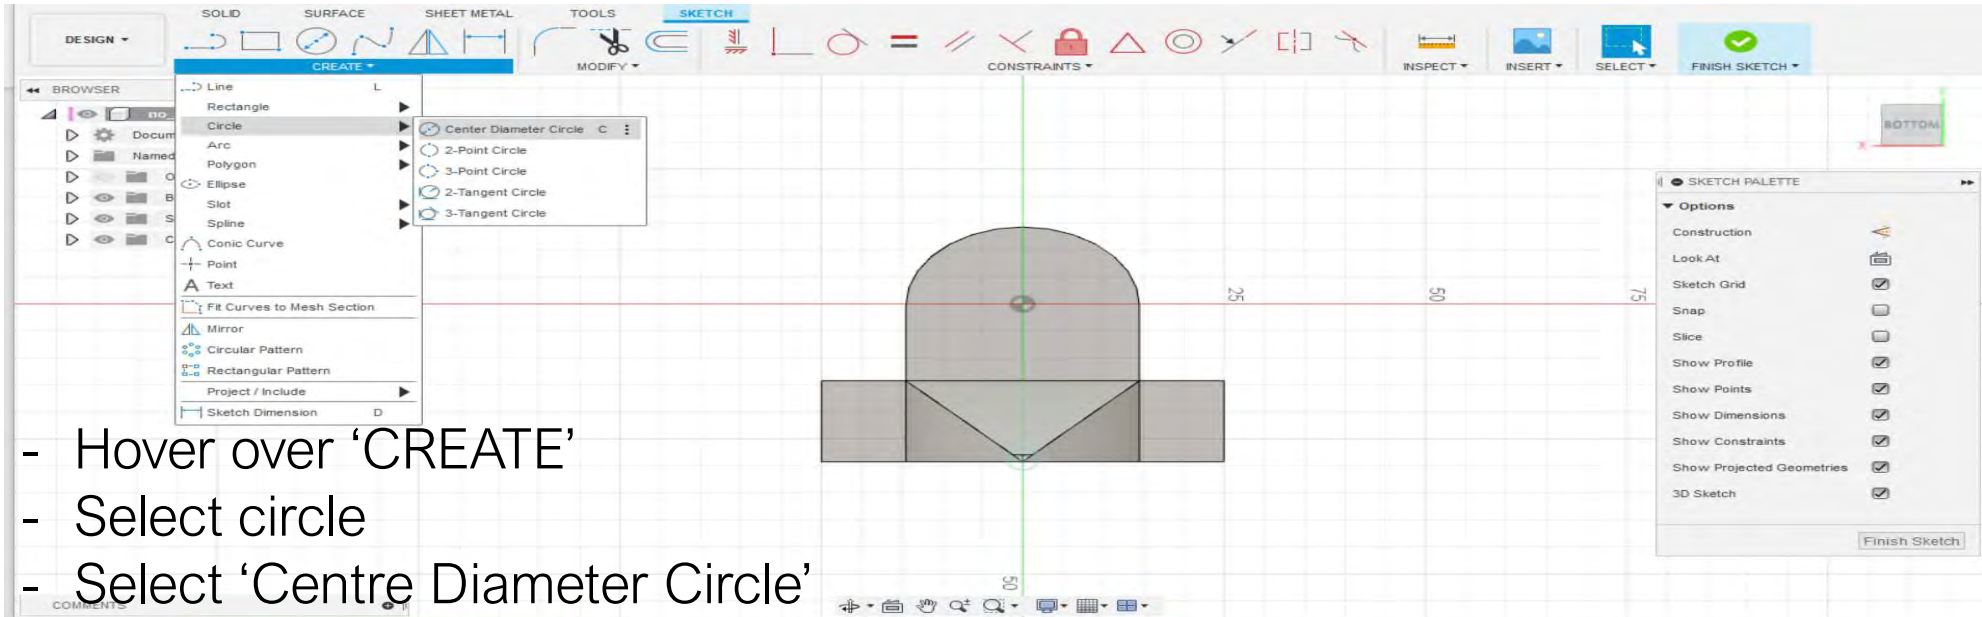 SOLID SURFACE SHEET METAL TOOLS SKETCH
DESIGN
CREATE MODIFY CONSTRAINTS INSPECT INSERT SELECT FINISH SKETCH
BROWSER
no
Docum
Named
O
B
S
C
Line L
Rectangle
Circle
Arc
Polygon
Ellipse
Slot
Spline
Conic Curve
Point
Text
Fit Curves to Mesh Section
Mirror
Circular Pattern
Rectangular Pattern
Project / Include
Sketch Dimension D
Center Diameter Circle C
2-Point Circle
3-Point Circle
2-Tangent Circle
3-Tangent Circle
BOTTOM
X
25
50
75
50
SKETCH PALETTE
Options
Construction
Look At
Sketch Grid
Snap
Slice
Show Profile
Show Points
Show Dimensions
Show Constraints
Show Projected Geometries
3D Sketch
Finish Sketch
- Hover over ‘CREATE’
- Select circle
- Select ‘Centre Diameter Circle’
COMMENTS